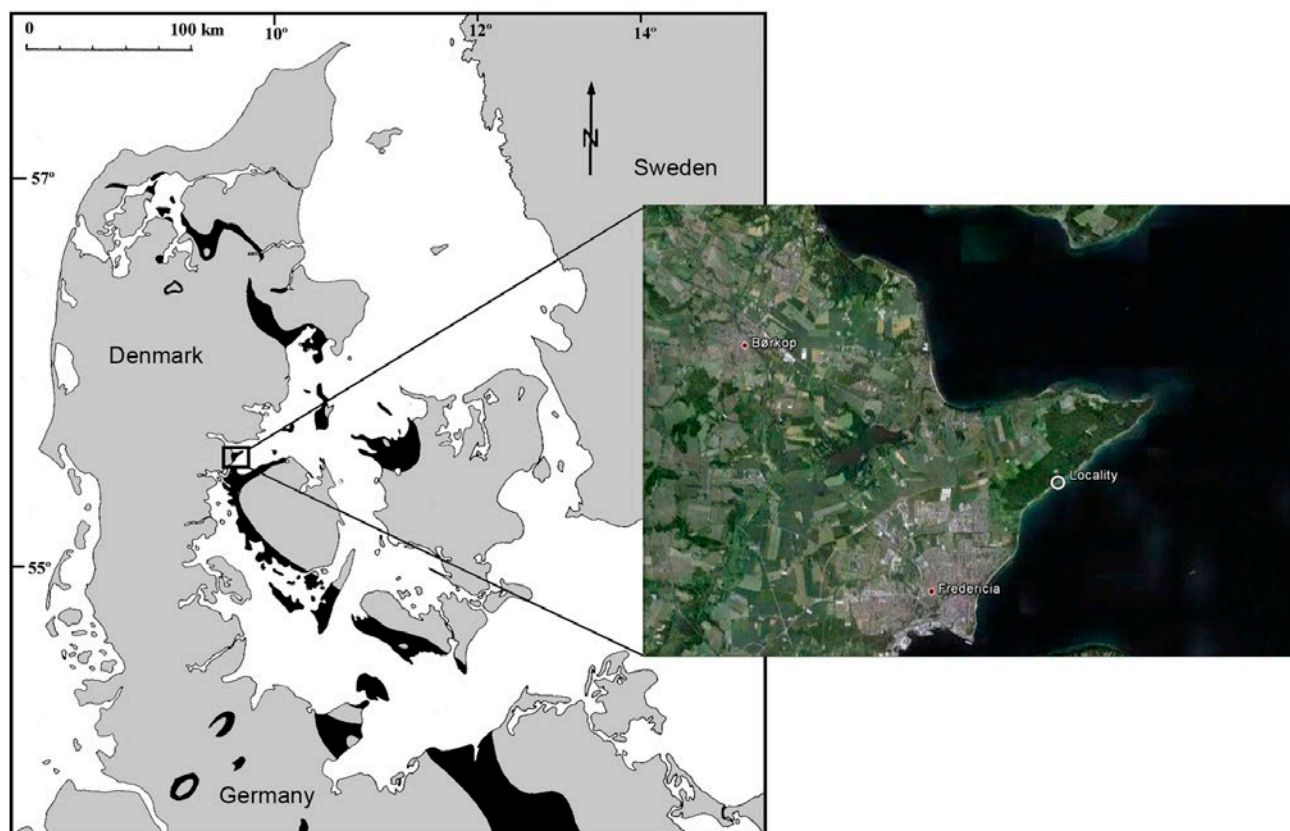 0 100 km 10° 12° 14°
N
57°
Sweden
Denmark
Børkop
Locality
55°
Fredericia
Germany